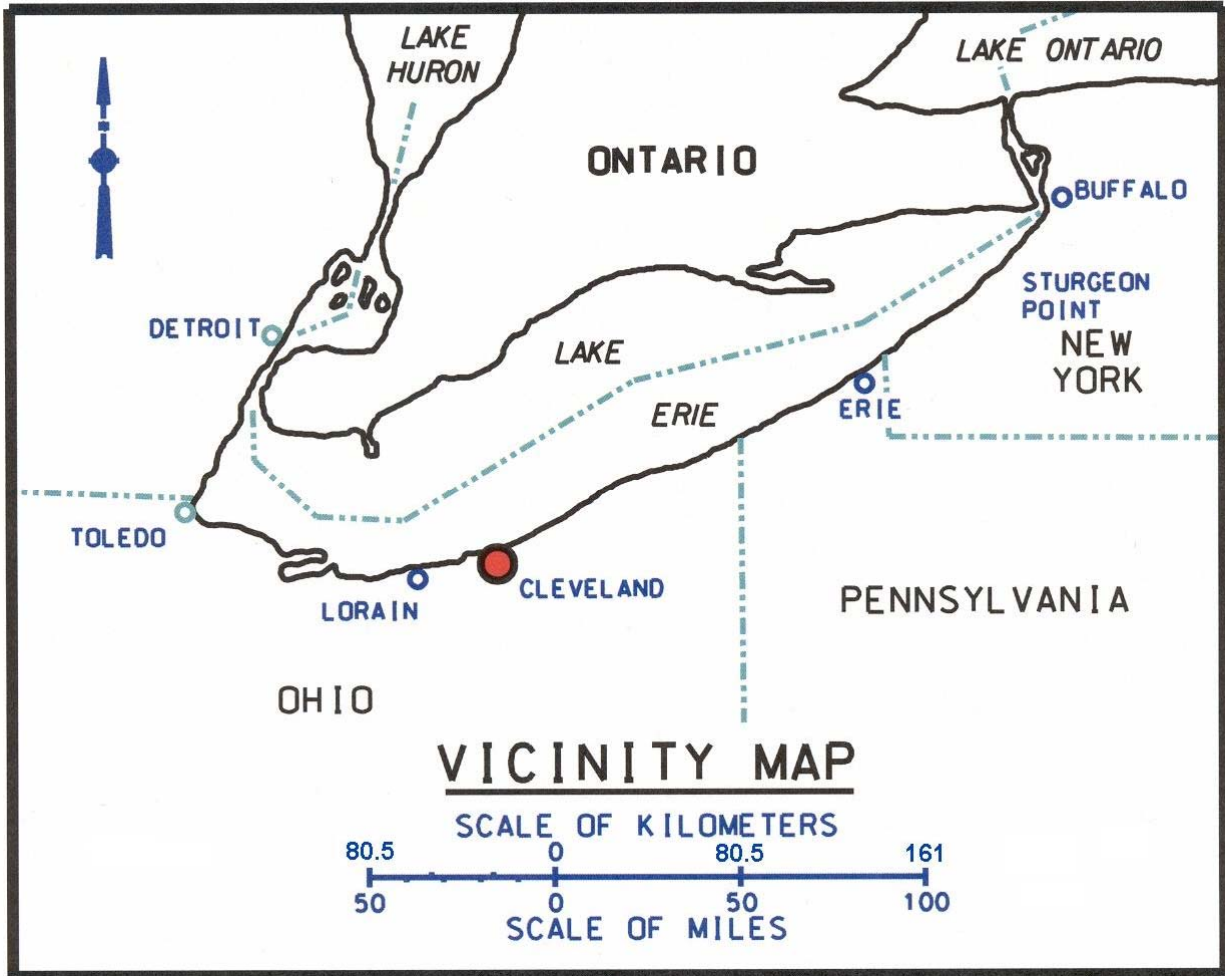 LAKE
HURON
LAKE ONTARIO
ONTARIO
BUFFALO
STURGEON
POINT
DETROIT
NEW
YORK
LAKE
ERIE
ERIE
TOLEDO
LORAIN
CLEVELAND
PENNSYLVANIA
OHIO
VICINITY MAP
SCALE OF KILOMETERS
80.5 0 80.5 161
50 0 50 100
SCALE OF MILES